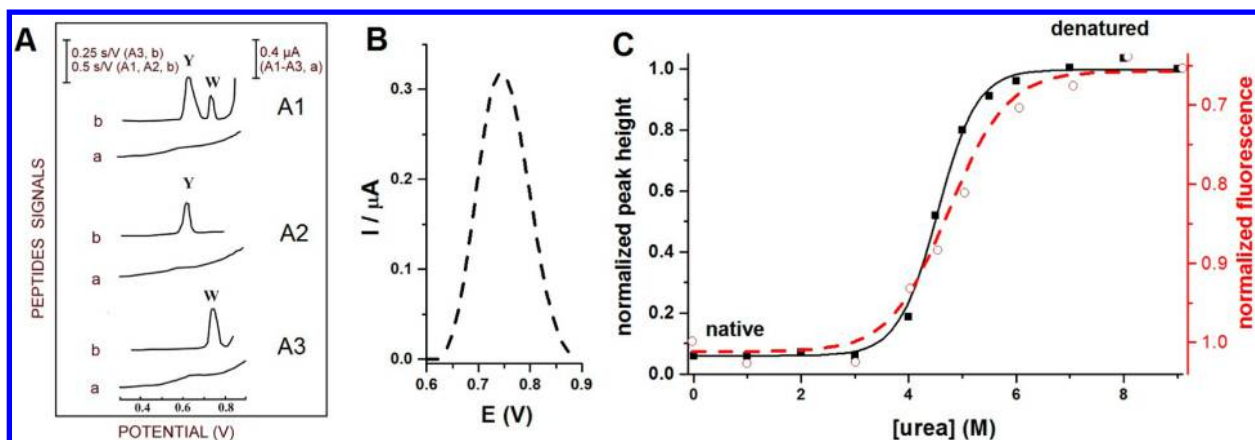 A
0.25 s/V (A3, b)
0.5 s/V (A1, A2, b)
0.4 µA
(A1-A3, a)
Y
W
b
A1
a
Y
b
A2
a
W
b
A3
a
0.4 0.6 0.8
POTENTIAL (V)
PEPTIDES SIGNALS
B
0.3
0.2
0.1
0.0
I / µA
0.6 0.7 0.8 0.9
E (V)
C
denatured
native
1.0
0.8
0.6
0.4
0.2
0.0
normalized peak height
0 2 4 6 8
[urea] (M)
0.7
0.8
0.9
1.0
normalized fluorescence